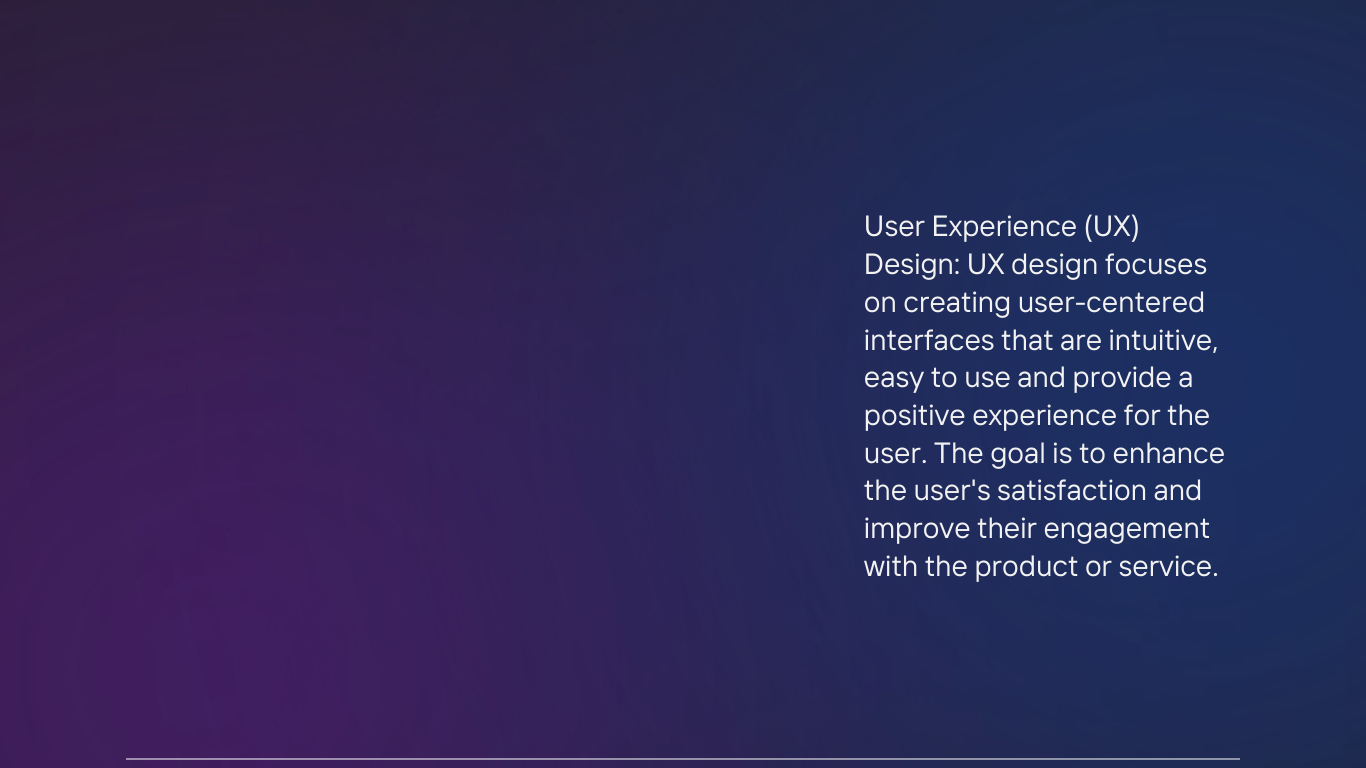 User Experience (UX)
Design: UX design focuses
on creating user-centered
interfaces that are intuitive,
easy to use and provide a
positive experience for the
user. The goal is to enhance
the user's satisfaction and
improve their engagement
with the product or service.